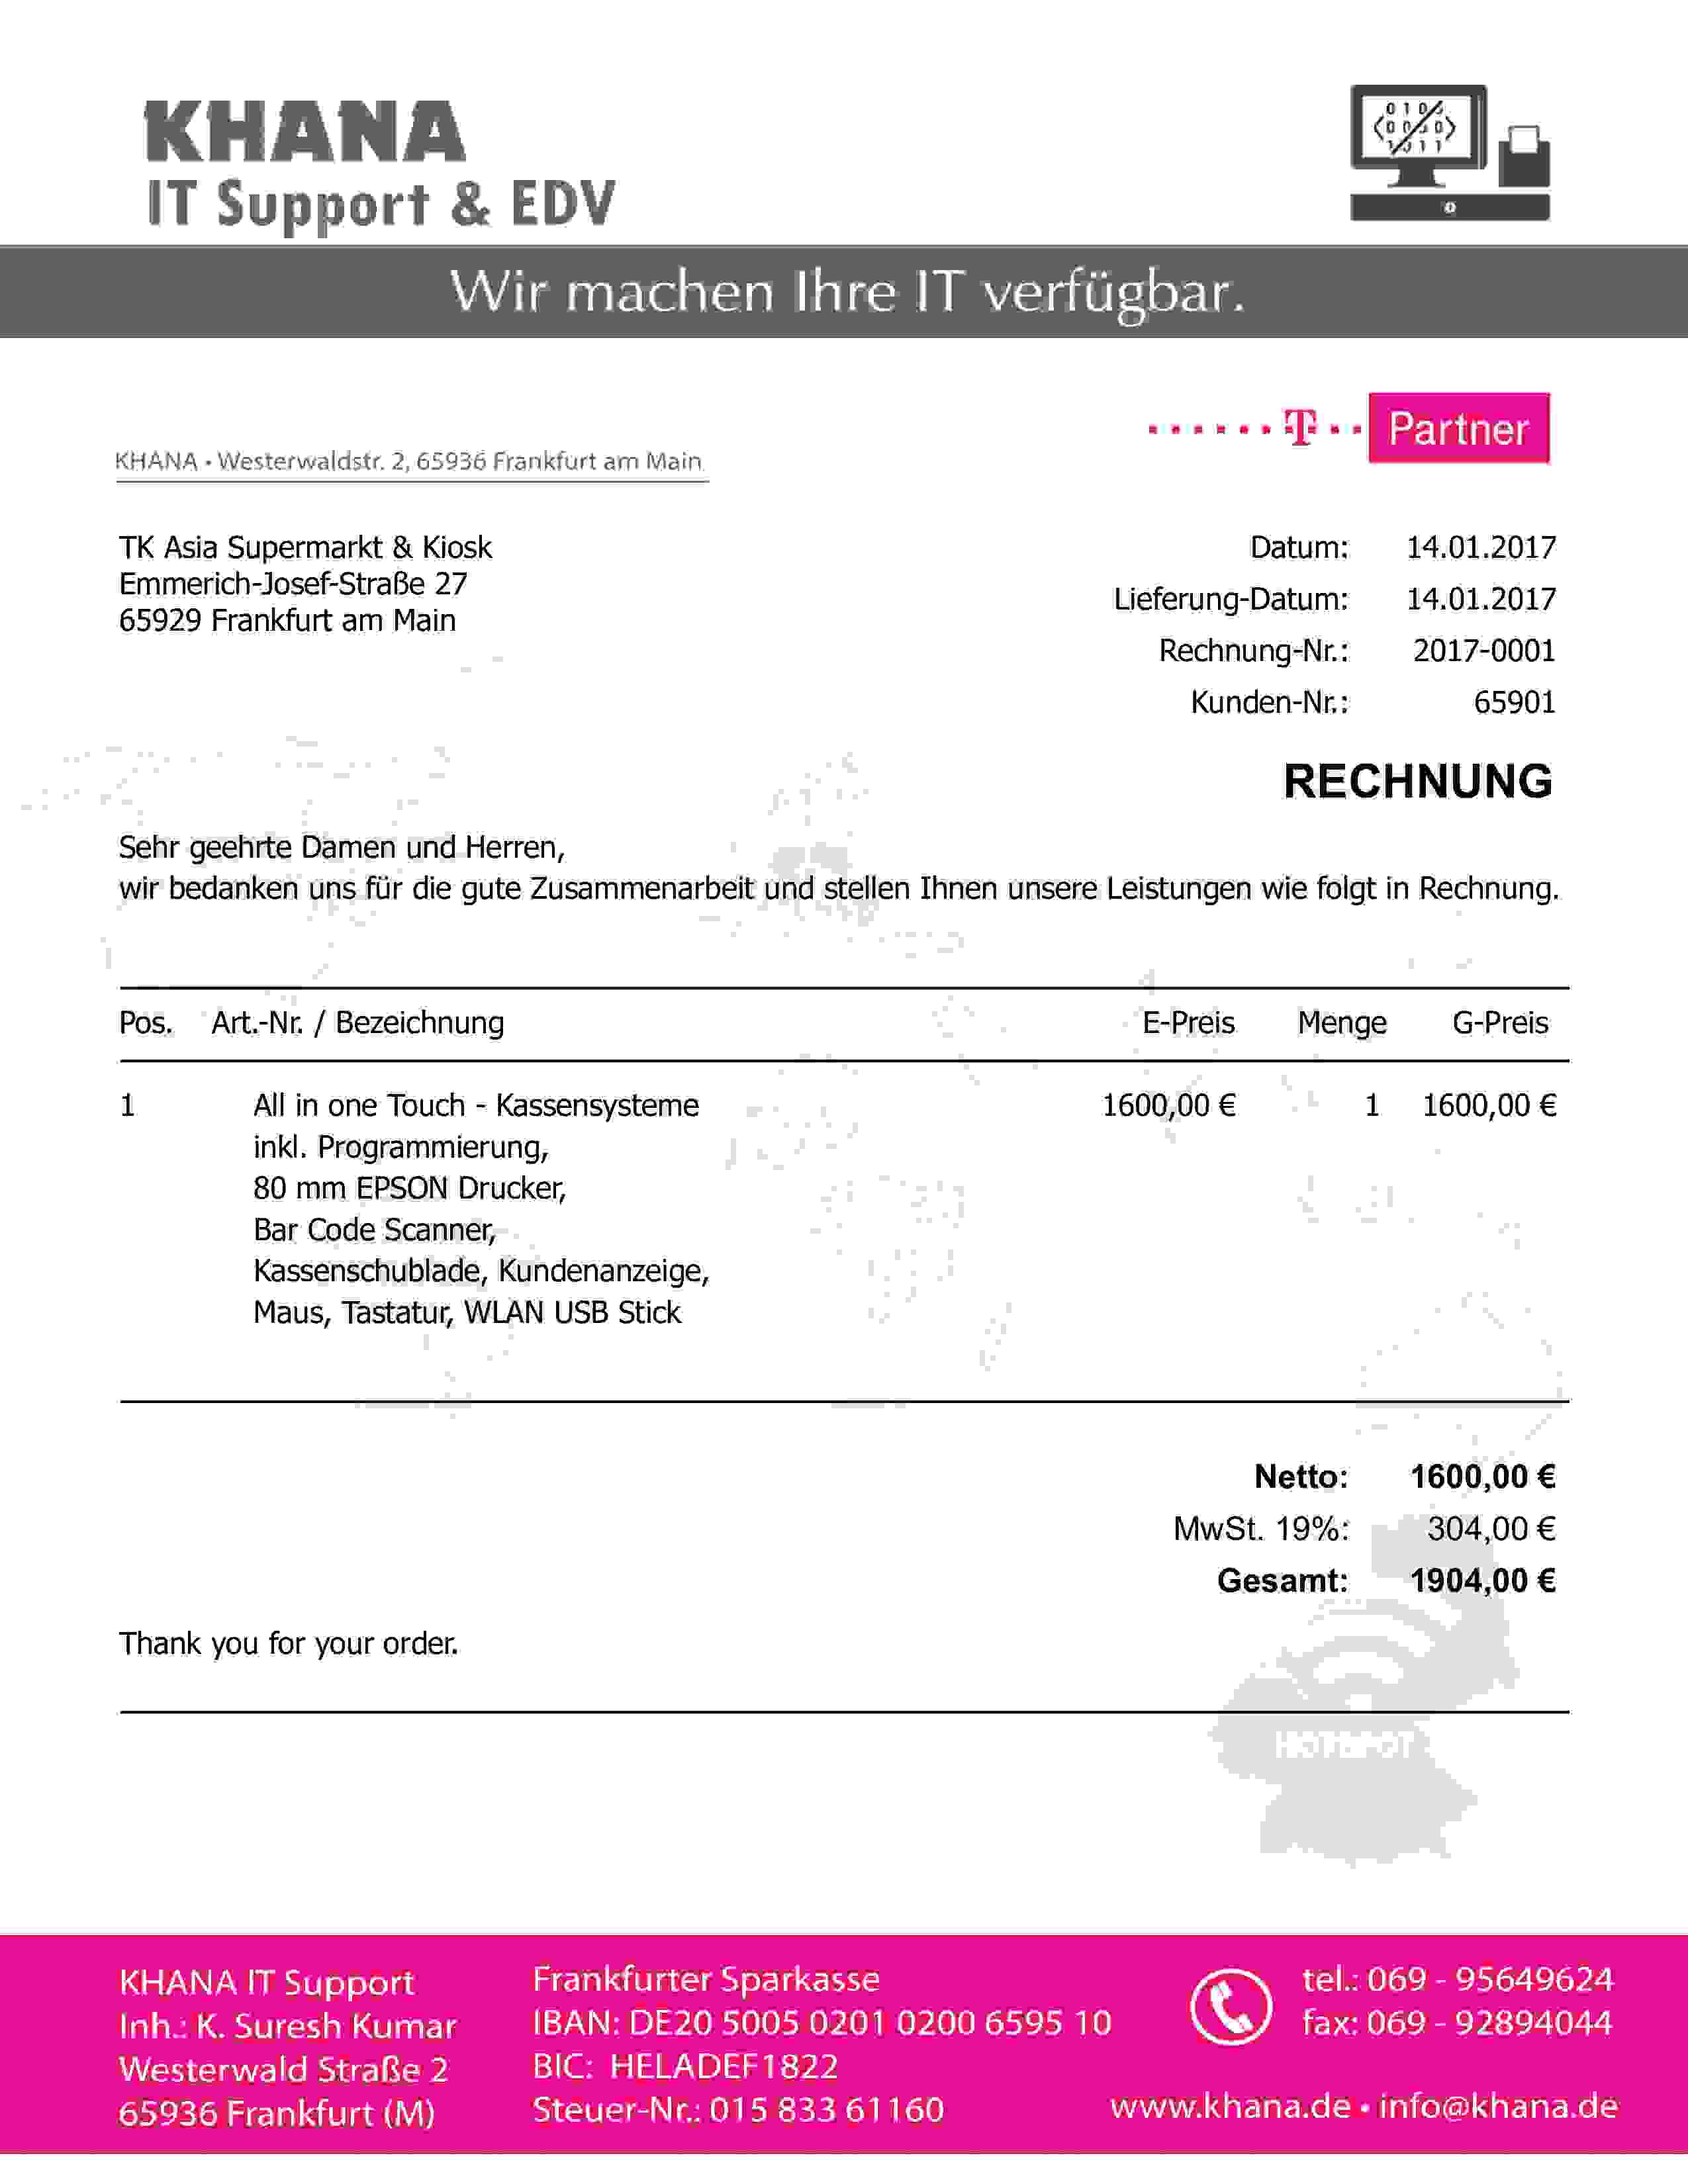 KHANA
IT Support & EDV
Wir machen Ihre IT verfügbar.
T Partner
KHANA • Westerwaldstr. 2, 65936 Frankfurt am Main
TK Asia Supermarkt & Kiosk
Emmerich-Josef-Straße 27
65929 Frankfurt am Main
Datum: 14.01.2017
Lieferung-Datum: 14.01.2017
Rechnung-Nr.: 2017-0001
Kunden-Nr.: 65901
RECHNUNG
Sehr geehrte Damen und Herren,
wir bedanken uns für die gute Zusammenarbeit und stellen Ihnen unsere Leistungen wie folgt in Rechnung.
Pos. Art.-Nr. / Bezeichnung E-Preis Menge G-Preis
1 All in one Touch - Kassensysteme 1600,00 € 1 1600,00 €
inkl. Programmierung,
80 mm EPSON Drucker,
Bar Code Scanner,
Kassenschublade, Kundenanzeige,
Maus, Tastatur, WLAN USB Stick
Netto: 1600,00 €
MwSt. 19%: 304,00 €
Gesamt: 1904,00 €
Thank you for your order.
KHANA IT Support
Inh.: K. Suresh Kumar
Westerwald Straße 2
65936 Frankfurt (M)
Frankfurter Sparkasse
IBAN: DE20 5005 0201 0200 6595 10
BIC: HELADEF1822
Steuer-Nr.: 015 833 61160
tel.: 069 - 95649624
fax: 069 - 92894044
www.khana.de • info@khana.de